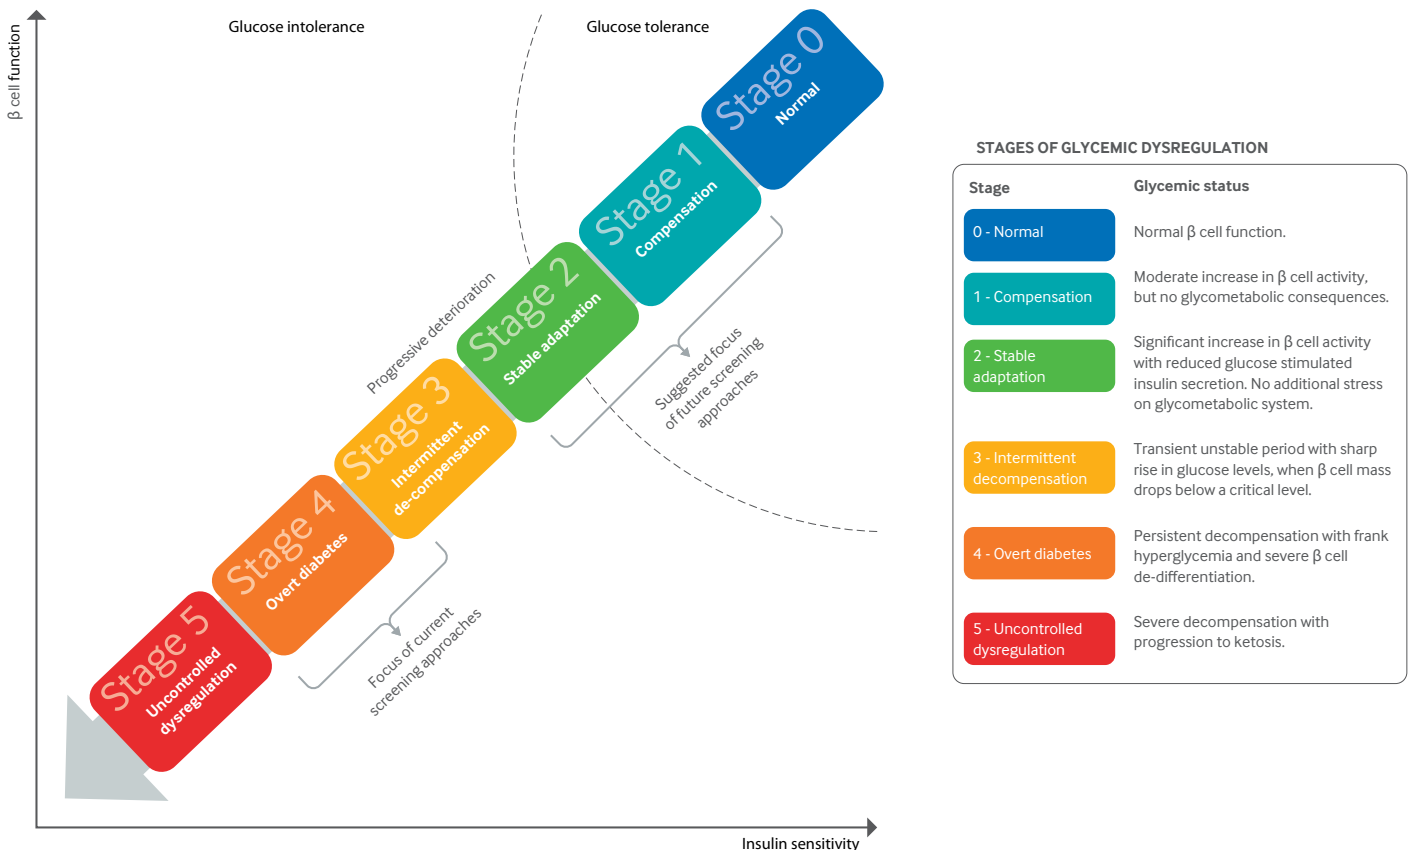 Glucose intolerance
Glucose tolerance
β cell function
Stage 0
Normal
Stage 1
Compensation
Stage 2
Stable adaptation
Progressive deterioration
Stage 3
Intermittent
de-compensation
Suggested focus
of future screening
approaches
Stage 4
Overt diabetes
Focus of current
screening approaches
Stage 5
Uncontrolled
dysregulation
Insulin sensitivity
STAGES OF GLYCEMIC DYSREGULATION
Stage
Glycemic status
0 - Normal
Normal β cell function.
1 - Compensation
Moderate increase in β cell activity,
but no glycometabolic consequences.
2 - Stable
adaptation
Significant increase in β cell activity
with reduced glucose stimulated
insulin secretion. No additional stress
on glycometabolic system.
3 - Intermittent
decompensation
Transient unstable period with sharp
rise in glucose levels, when β cell mass
drops below a critical level.
4 - Overt diabetes
Persistent decompensation with frank
hyperglycemia and severe β cell
de-differentiation.
5 - Uncontrolled
dysregulation
Severe decompensation with
progression to ketosis.